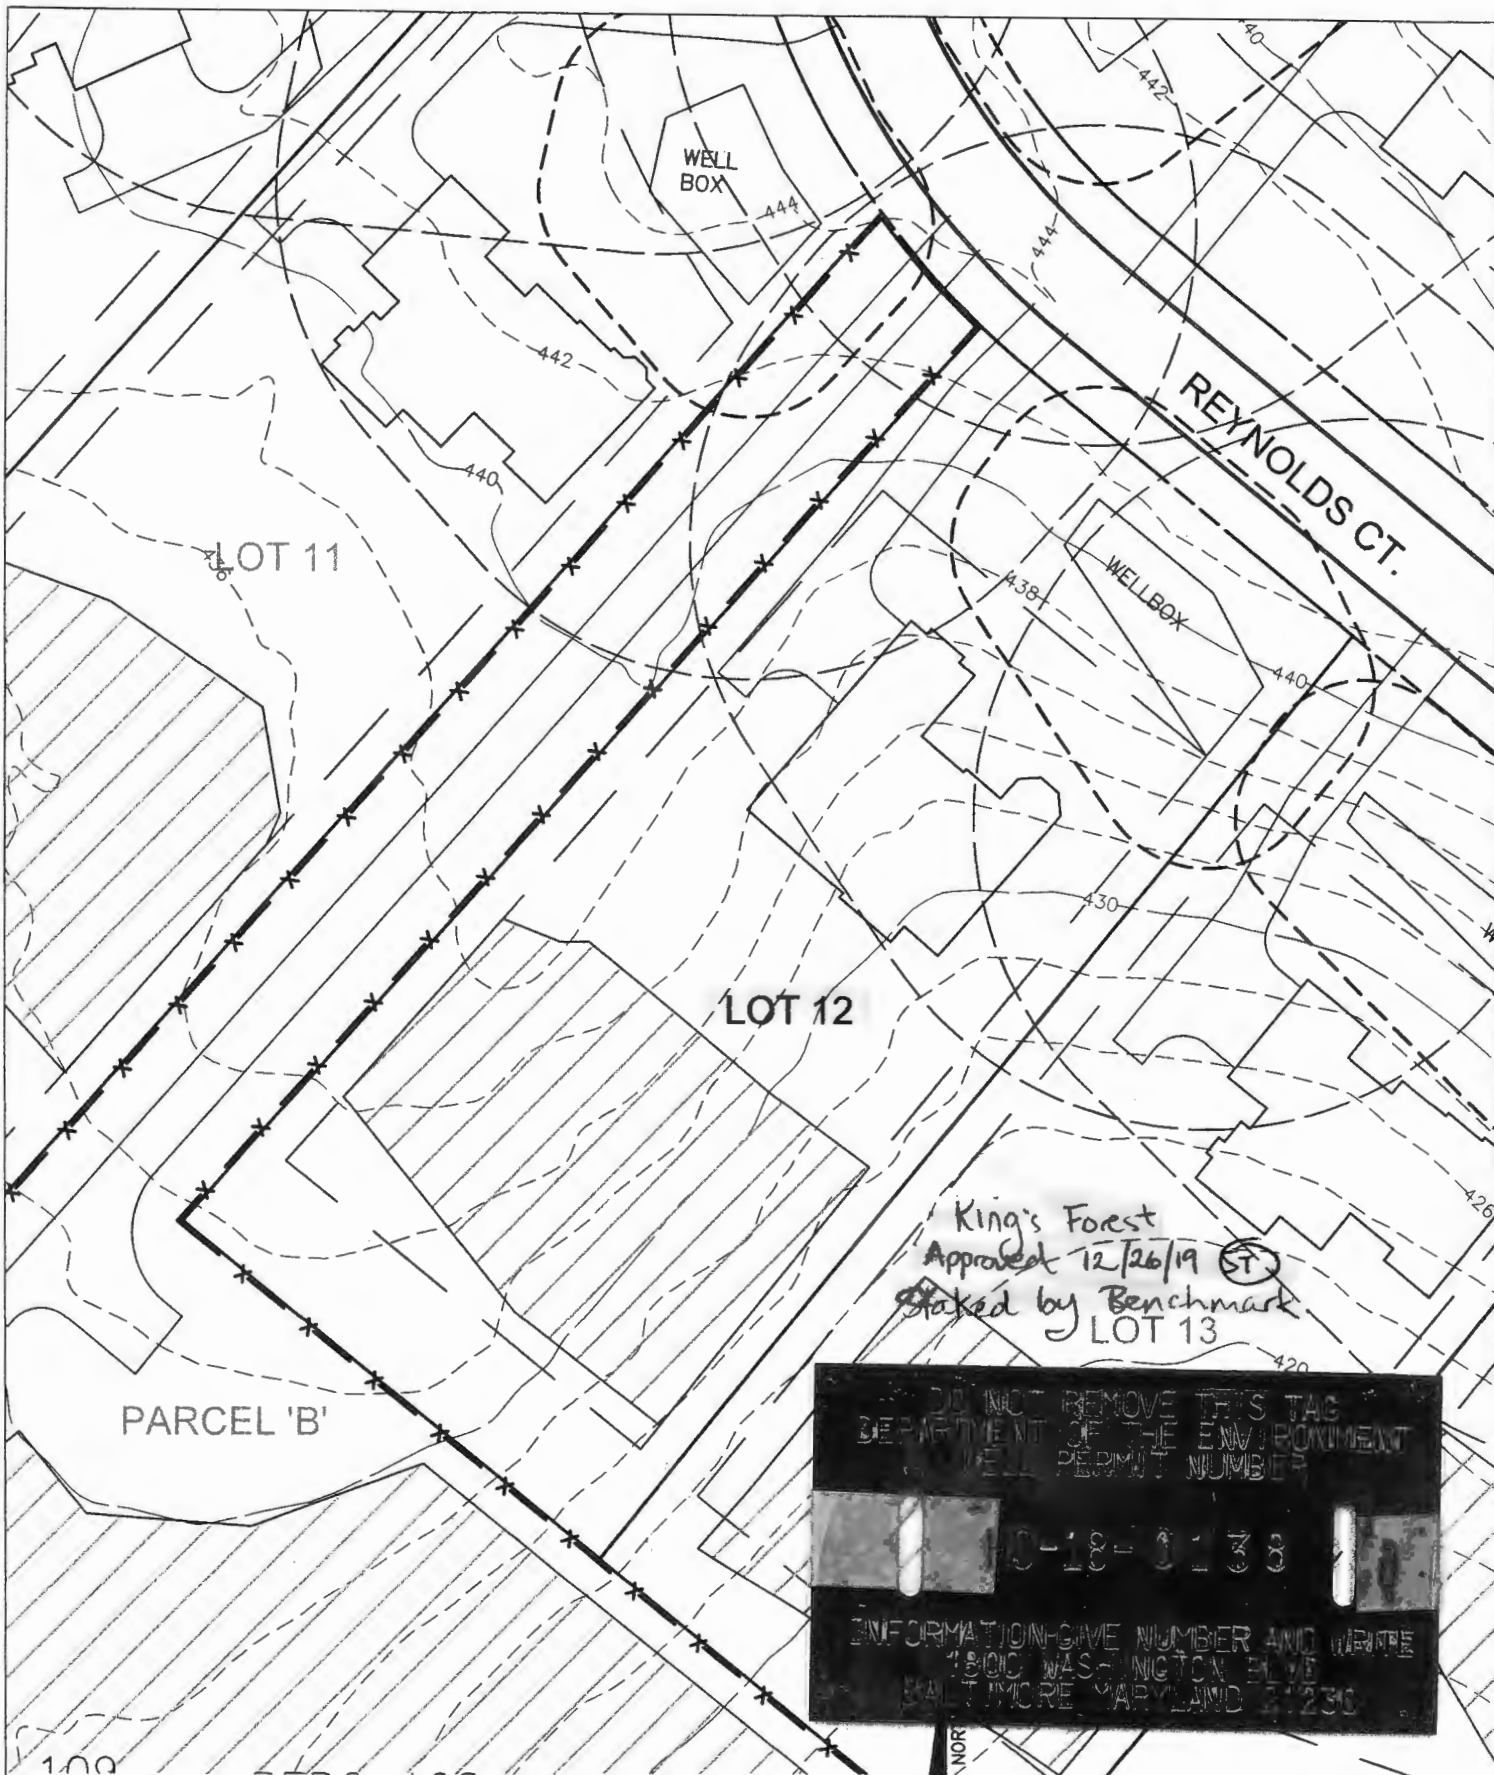 40
442
WELL
BOX
444
444
442
REYNOLDS CT.
440
LOT 11
438
WELLBOX
440
430
LOT 12
King's Forest
Approved 12/26/19 ST
Staked by Benchmark
426
LOT 13
420
PARCEL 'B'
DO NOT REMOVE THIS TAG
DEPARTMENT OF THE ENVIRONMENT
WELL PERMIT NUMBER
HO-18-0138
INFORMATION-GIVE NUMBER AND WRITE
1800 WASHINGTON BLVD
BALTIMORE MARYLAND 21230
NOR
109